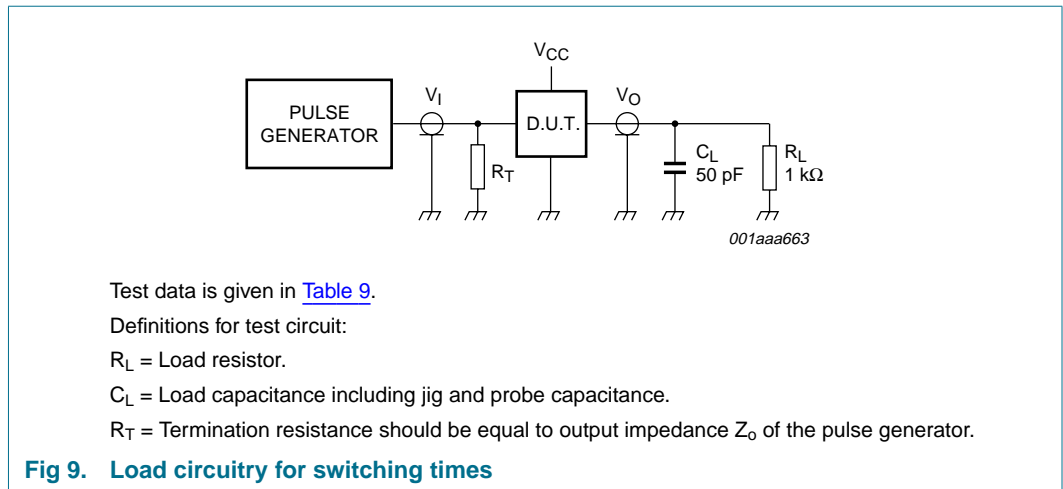 VCC
PULSE
GENERATOR
VI
D.U.T.
VO
RT
CL
50 pF
RL
1 kΩ
001aaa663
Test data is given in Table 9.
Definitions for test circuit:
RL = Load resistor.
CL = Load capacitance including jig and probe capacitance.
RT = Termination resistance should be equal to output impedance Zo of the pulse generator.
Fig 9. Load circuitry for switching times